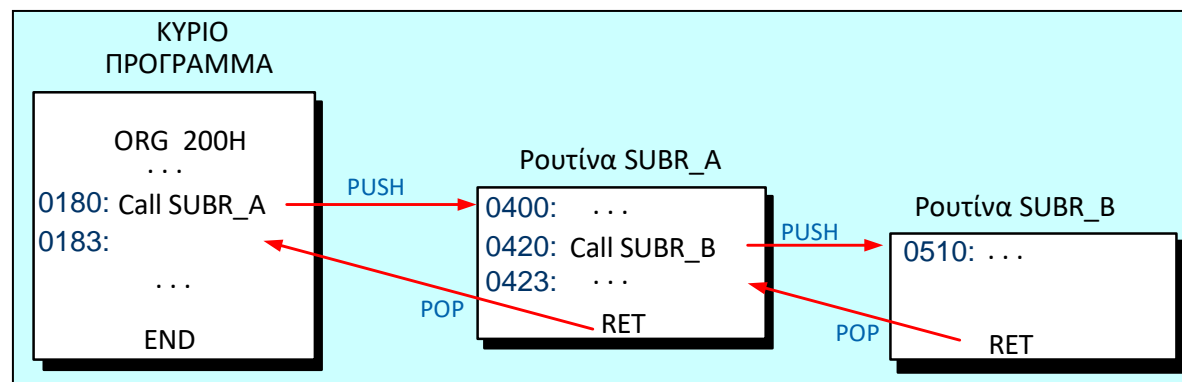 ΚΥΡΙΟ
ΠΡΟΓΡΑΜΜΑ
ORG 200H
...
0180: Call SUBR_A
0183:
...
END
PUSH
POP
Ρουτίνα SUBR_A
0400: ...
0420: Call SUBR_B
0423: ...
RET
PUSH
POP
Ρουτίνα SUBR_B
0510: ...
RET